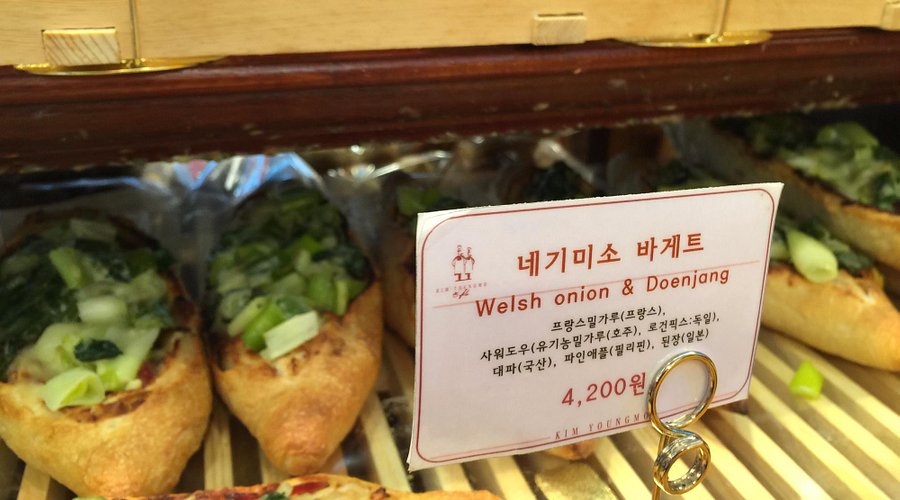 네기미소 바게트
Welsh onion & Doenjang
프랑스밀가루(프랑스),
사워도우(유기농밀가루(호주), 로건픽스:독일),
대파(국산), 파인애플(필리핀), 된장(일본)
4,200원
KIM YOUNGMO